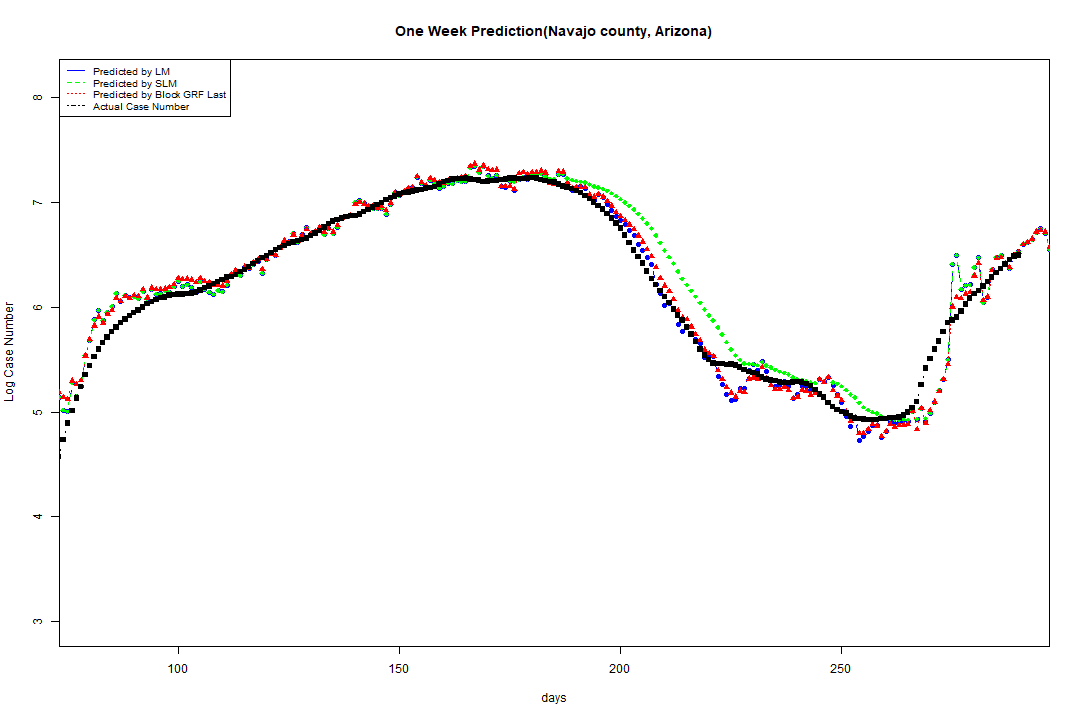 One Week Prediction(Navajo county, Arizona)
Predicted by LM
Predicted by SLM
Predicted by Block GRF Last
Actual Case Number
8
7
6
5
4
3
Log Case Number
100 150 200 250
days